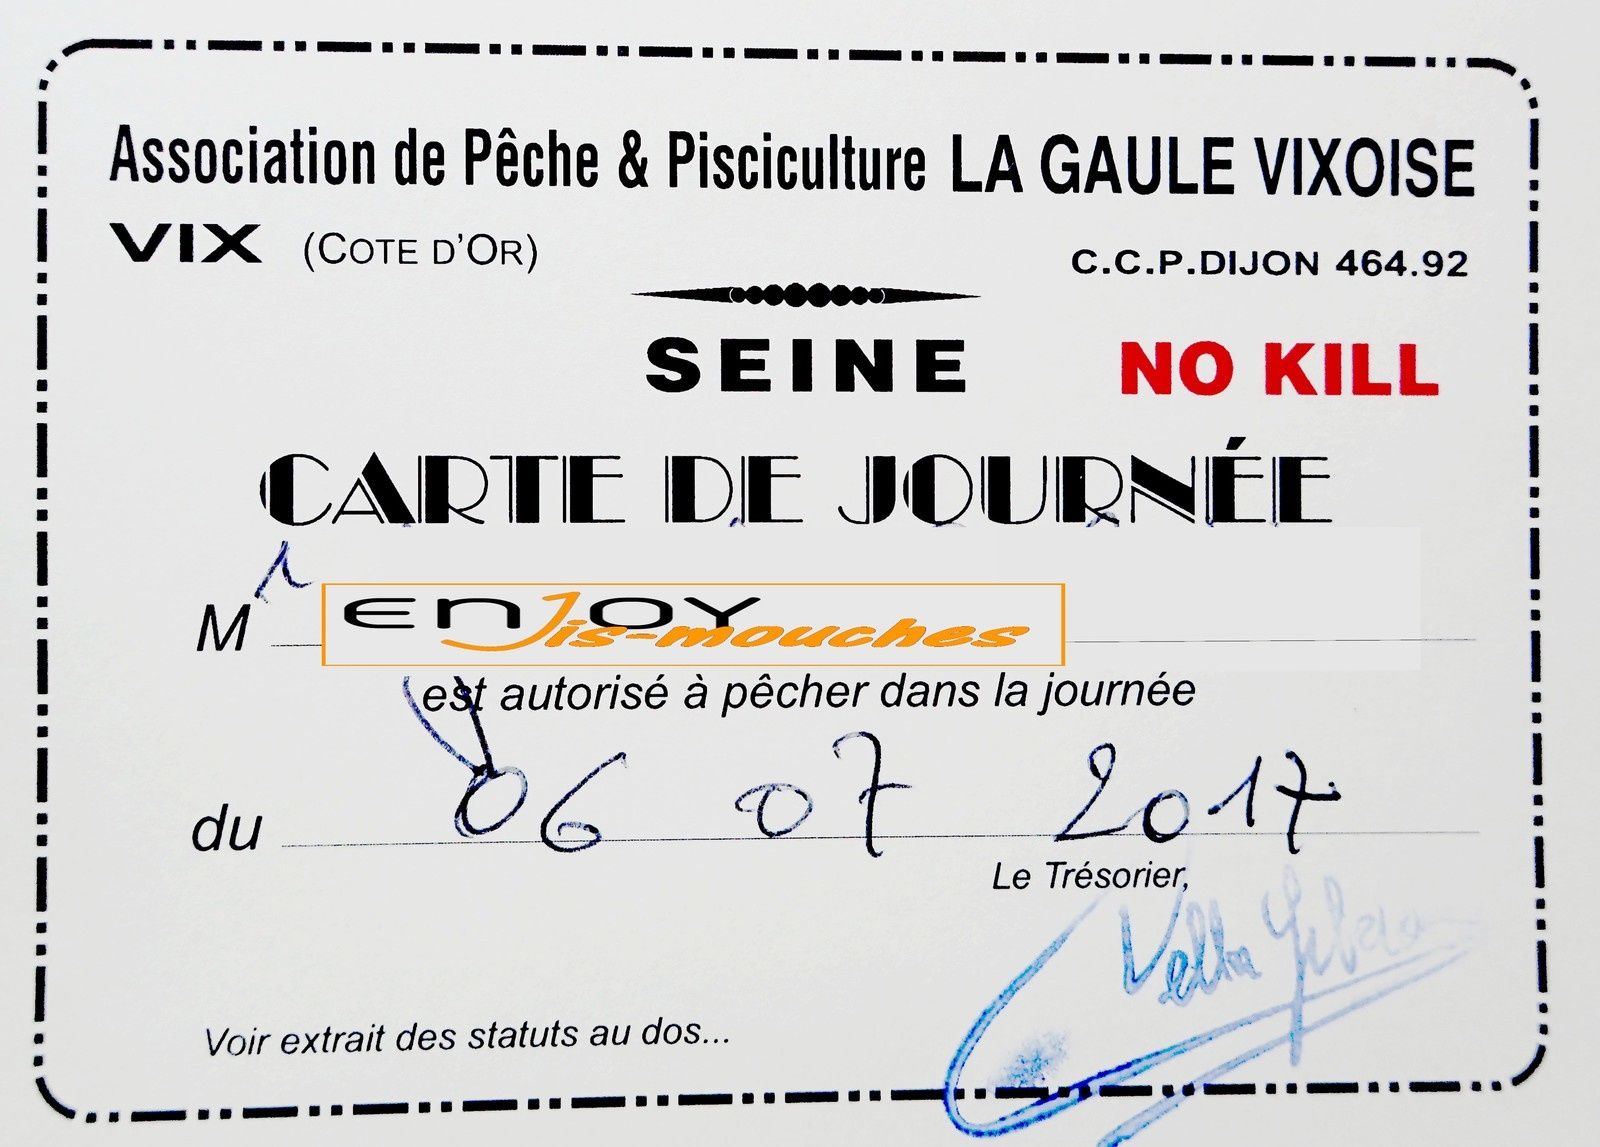 Association de Pêche & Pisciculture LA GAULE VIXOISE
VIX (COTE D'OR) C.C.P.DIJON 464.92
SEINE NO KILL
CARTE DE JOURNÉE
M r
ENJOY
Jis-mouches
est autorisé à pêcher dans la journée
du 06 07 2017
Le Trésorier,
Voir extrait des statuts au dos...